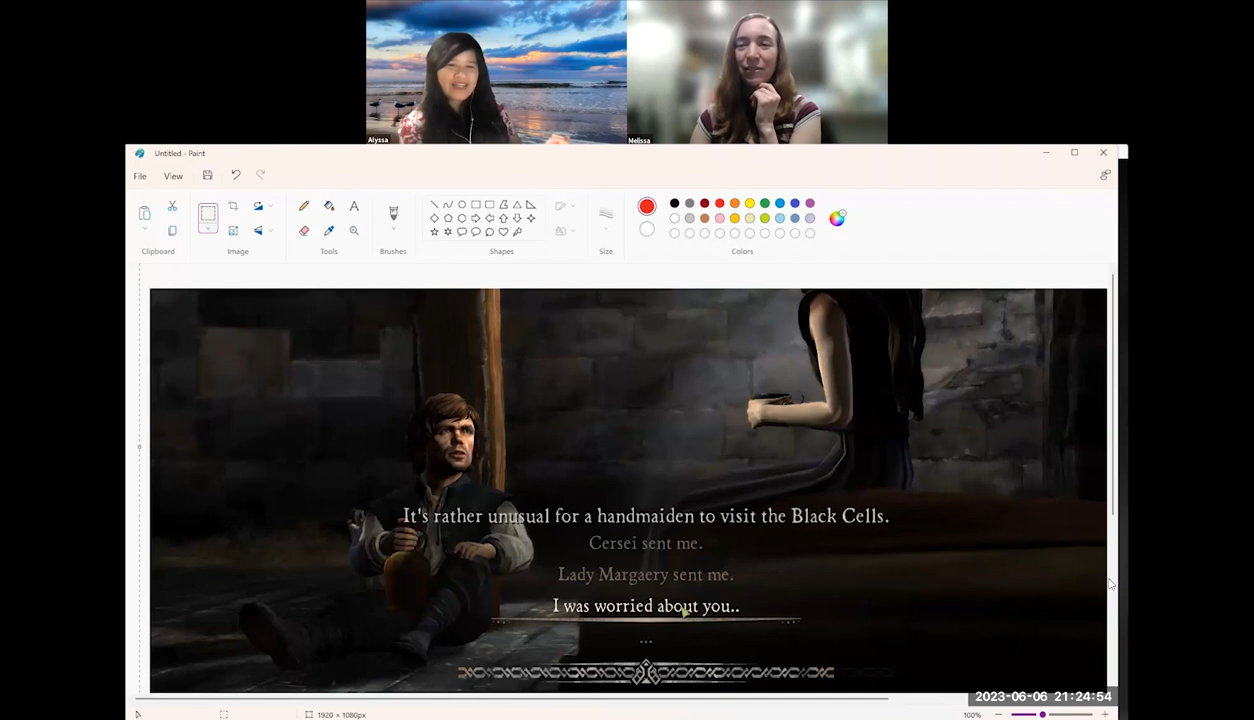 Alyssa
Melissa
Untitled - Paint
File
View
Clipboard
Image
Tools
Brushes
Shapes
Size
Colors
It's rather unusual for a handmaiden to visit the Black Cells.
Cersei sent me.
Lady Margaery sent me.
I was worried about you..
...
2023-06-06 21:24:54
1920 × 1080px
100%